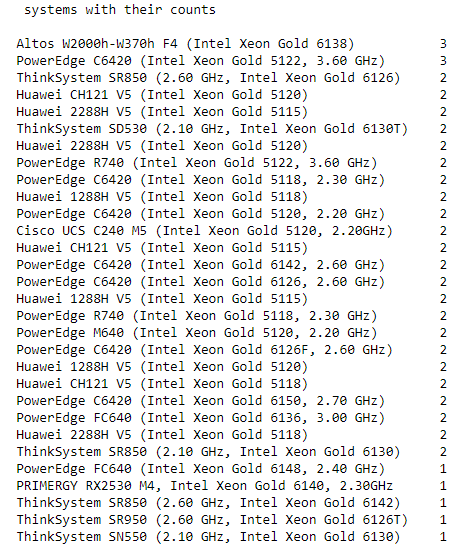 systems with their counts
Altos W2000h-W370h F4 (Intel Xeon Gold 6138) 3
PowerEdge C6420 (Intel Xeon Gold 5122, 3.60 GHz) 3
ThinkSystem SR850 (2.60 GHz, Intel Xeon Gold 6126) 2
Huawei CH121 V5 (Intel Xeon Gold 5120) 2
Huawei 2288H V5 (Intel Xeon Gold 5115) 2
ThinkSystem SD530 (2.10 GHz, Intel Xeon Gold 6130T) 2
Huawei 2288H V5 (Intel Xeon Gold 5120) 2
PowerEdge R740 (Intel Xeon Gold 5122, 3.60 GHz) 2
PowerEdge C6420 (Intel Xeon Gold 5118, 2.30 GHz) 2
Huawei 1288H V5 (Intel Xeon Gold 5118) 2
PowerEdge C6420 (Intel Xeon Gold 5120, 2.20 GHz) 2
Cisco UCS C240 M5 (Intel Xeon Gold 5120, 2.20GHz) 2
Huawei CH121 V5 (Intel Xeon Gold 5115) 2
PowerEdge C6420 (Intel Xeon Gold 6142, 2.60 GHz) 2
PowerEdge C6420 (Intel Xeon Gold 6126, 2.60 GHz) 2
Huawei 1288H V5 (Intel Xeon Gold 5115) 2
PowerEdge R740 (Intel Xeon Gold 5118, 2.30 GHz) 2
PowerEdge M640 (Intel Xeon Gold 5120, 2.20 GHz) 2
PowerEdge C6420 (Intel Xeon Gold 6126F, 2.60 GHz) 2
Huawei 1288H V5 (Intel Xeon Gold 5120) 2
Huawei CH121 V5 (Intel Xeon Gold 5118) 2
PowerEdge C6420 (Intel Xeon Gold 6150, 2.70 GHz) 2
PowerEdge FC640 (Intel Xeon Gold 6136, 3.00 GHz) 2
Huawei 2288H V5 (Intel Xeon Gold 5118) 2
ThinkSystem SR850 (2.10 GHz, Intel Xeon Gold 6130) 2
PowerEdge FC640 (Intel Xeon Gold 6148, 2.40 GHz) 1
PRIMERGY RX2530 M4, Intel Xeon Gold 6140, 2.30GHz 1
ThinkSystem SR850 (2.60 GHz, Intel Xeon Gold 6142) 1
ThinkSystem SR950 (2.60 GHz, Intel Xeon Gold 6126T) 1
ThinkSystem SN550 (2.10 GHz, Intel Xeon Gold 6130) 1